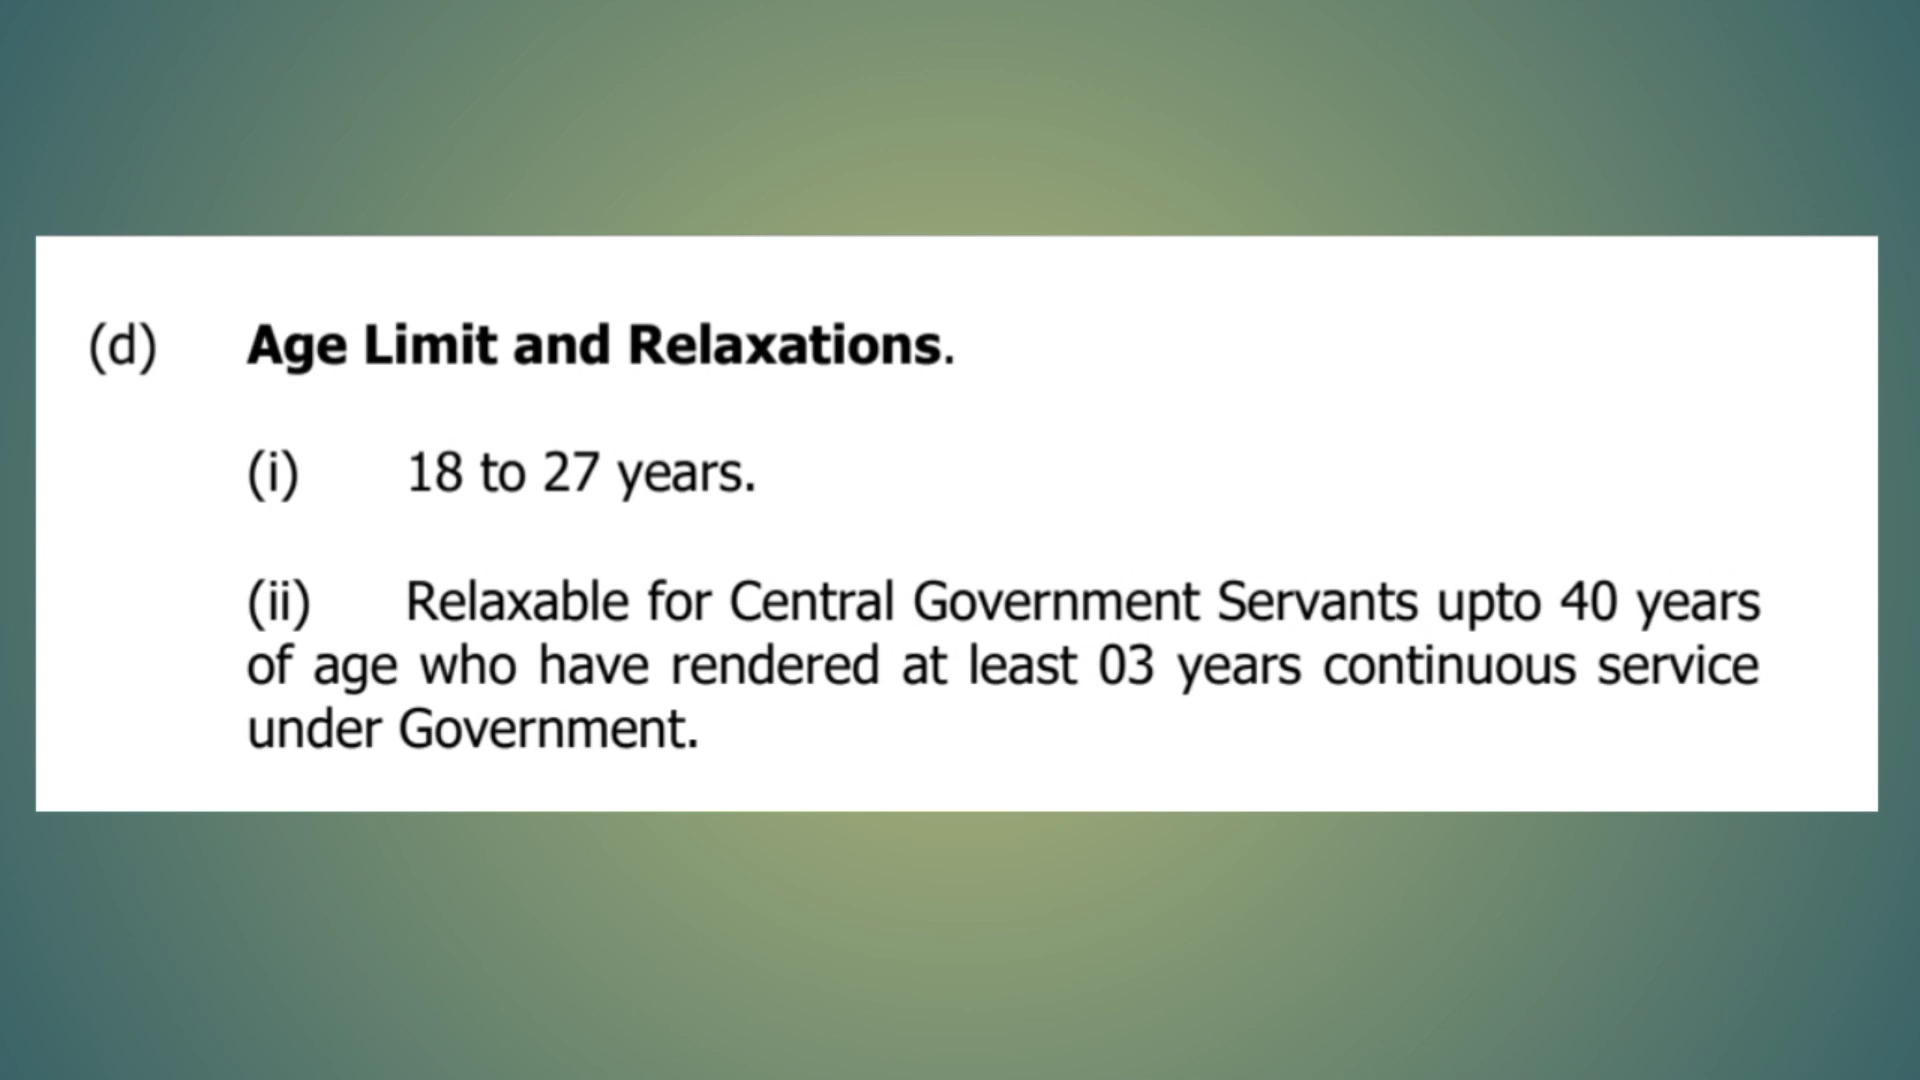 (d) Age Limit and Relaxations.
(i) 18 to 27 years.
(ii) Relaxable for Central Government Servants upto 40 years
of age who have rendered at least 03 years continuous service
under Government.